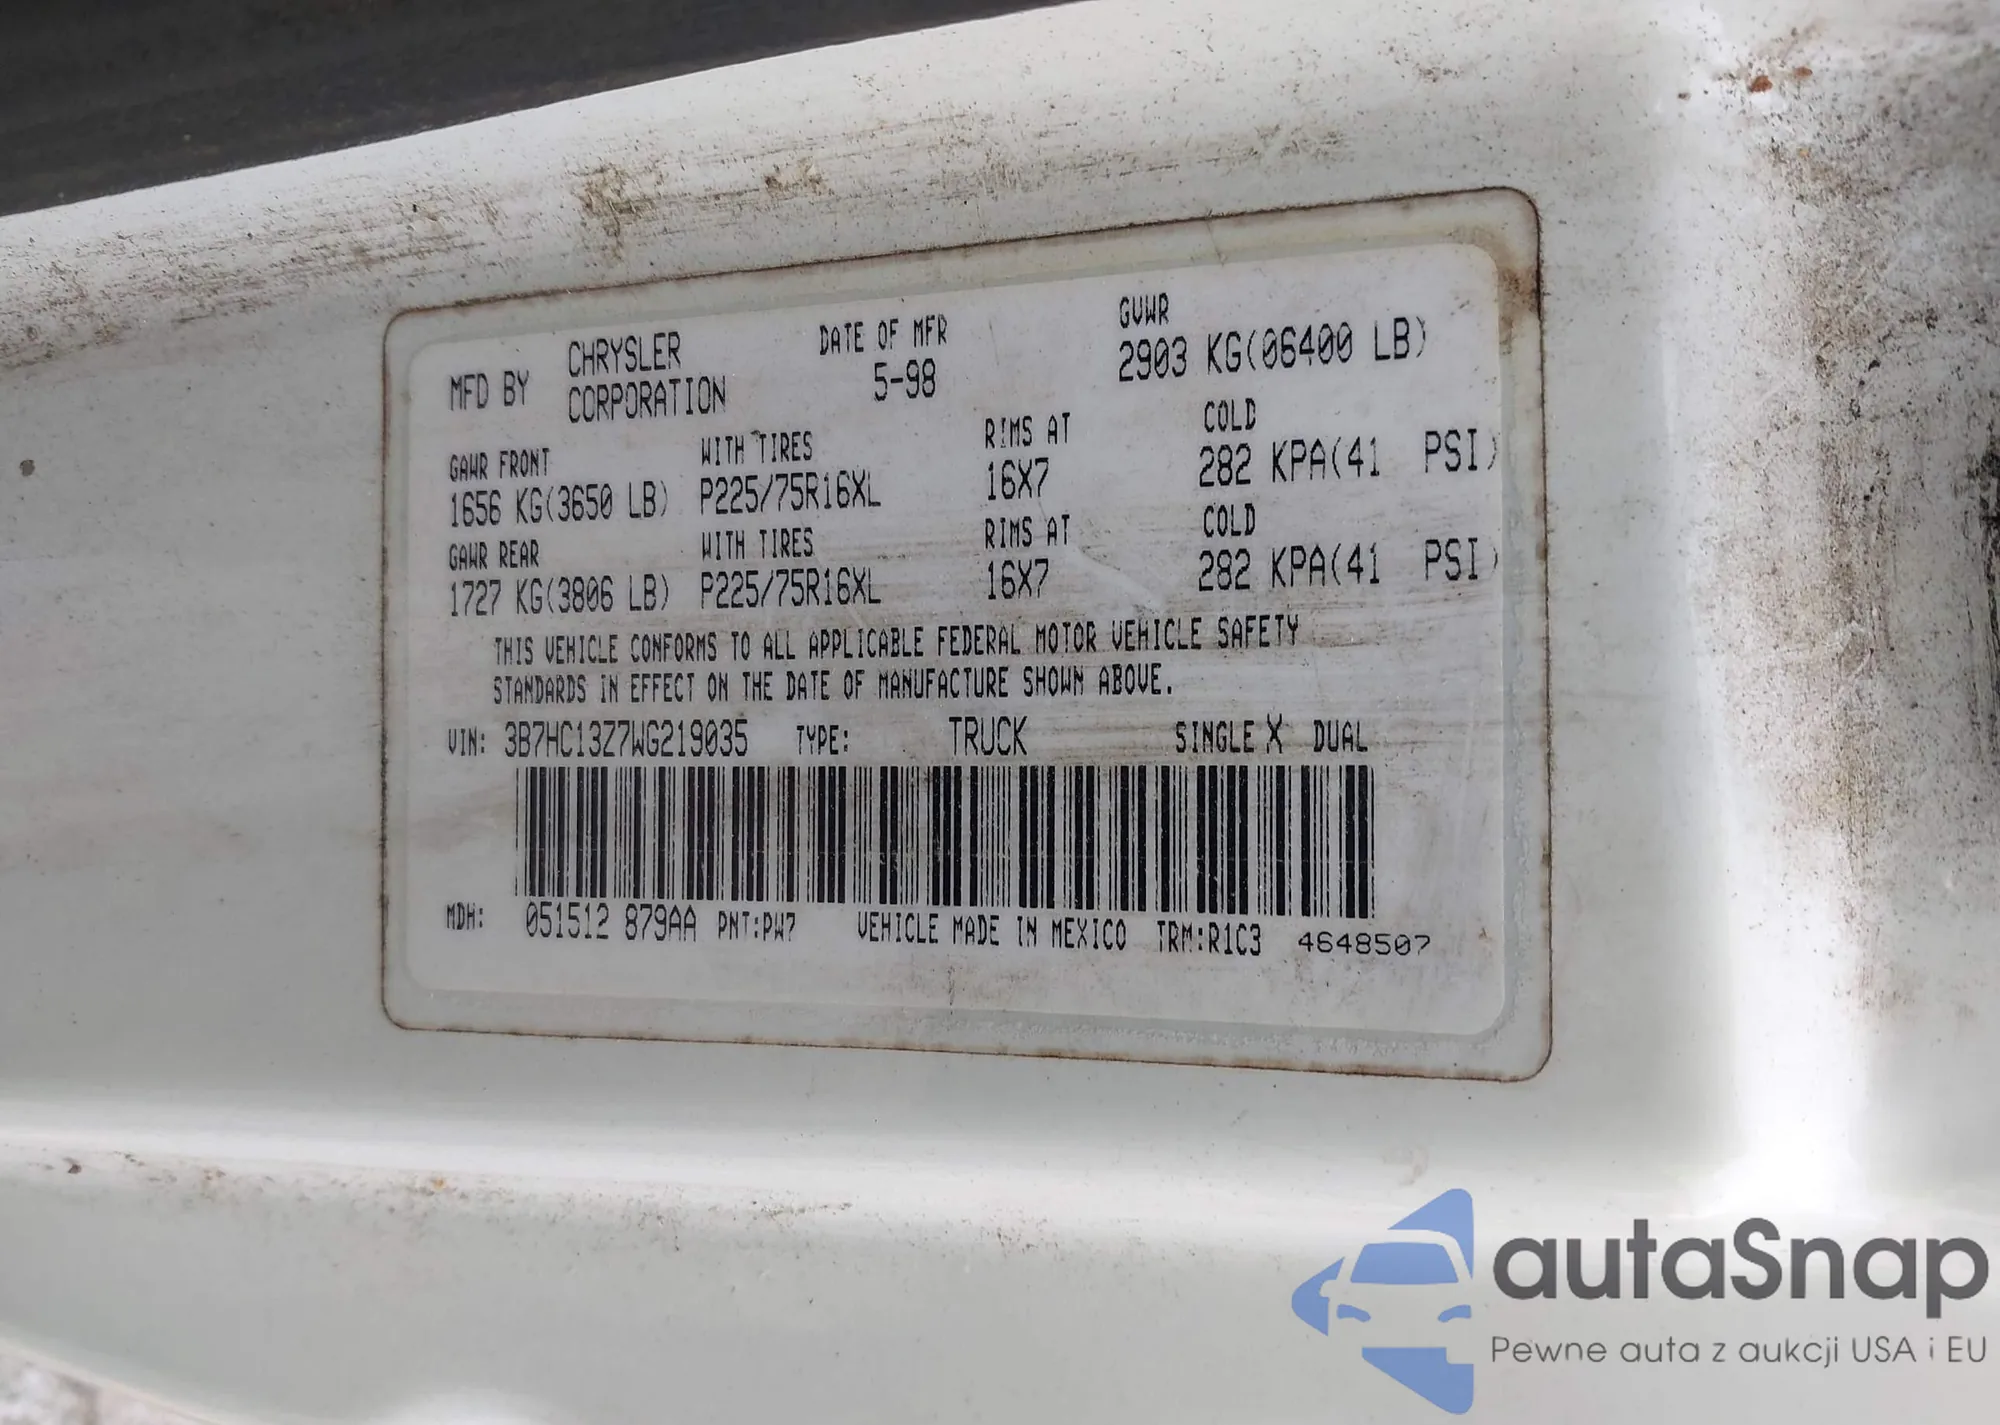 MFD BY CHRYSLER CORPORATION DATE OF MFR 5-98 GVWR 2903 KG(06400 LB)
GAWR FRONT WITH TIRES RIMS AT COLD
1656 KG(3650 LB) P225/75R16XL 16X7 282 KPA(41 PSI)
GAWR REAR WITH TIRES RIMS AT COLD
1727 KG(3806 LB) P225/75R16XL 16X7 282 KPA(41 PSI)
THIS VEHICLE CONFORMS TO ALL APPLICABLE FEDERAL MOTOR VEHICLE SAFETY
STANDARDS IN EFFECT ON THE DATE OF MANUFACTURE SHOWN ABOVE.
VIN: 3B7HC13Z7WG219035 TYPE: TRUCK SINGLE X DUAL
MDH: 051512 879AA PNT:PW7 VEHICLE MADE IN MEXICO TRM:R1C3 4648507
autaSnap
Pewne auta z aukcji USA i EU